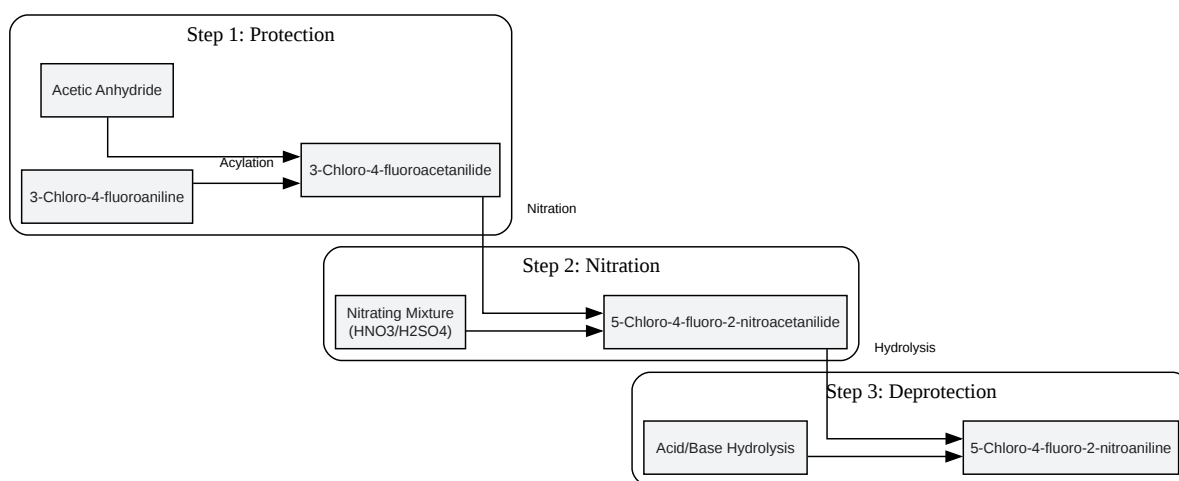 Step 1: Protection
Acetic Anhydride
Acylation
3-Chloro-4-fluoroaniline
3-Chloro-4-fluoroacetanilide
Nitration
Step 2: Nitration
Nitrating Mixture
(HNO3/H2SO4)
5-Chloro-4-fluoro-2-nitroacetanilide
Hydrolysis
Step 3: Deprotection
Acid/Base Hydrolysis
5-Chloro-4-fluoro-2-nitroaniline